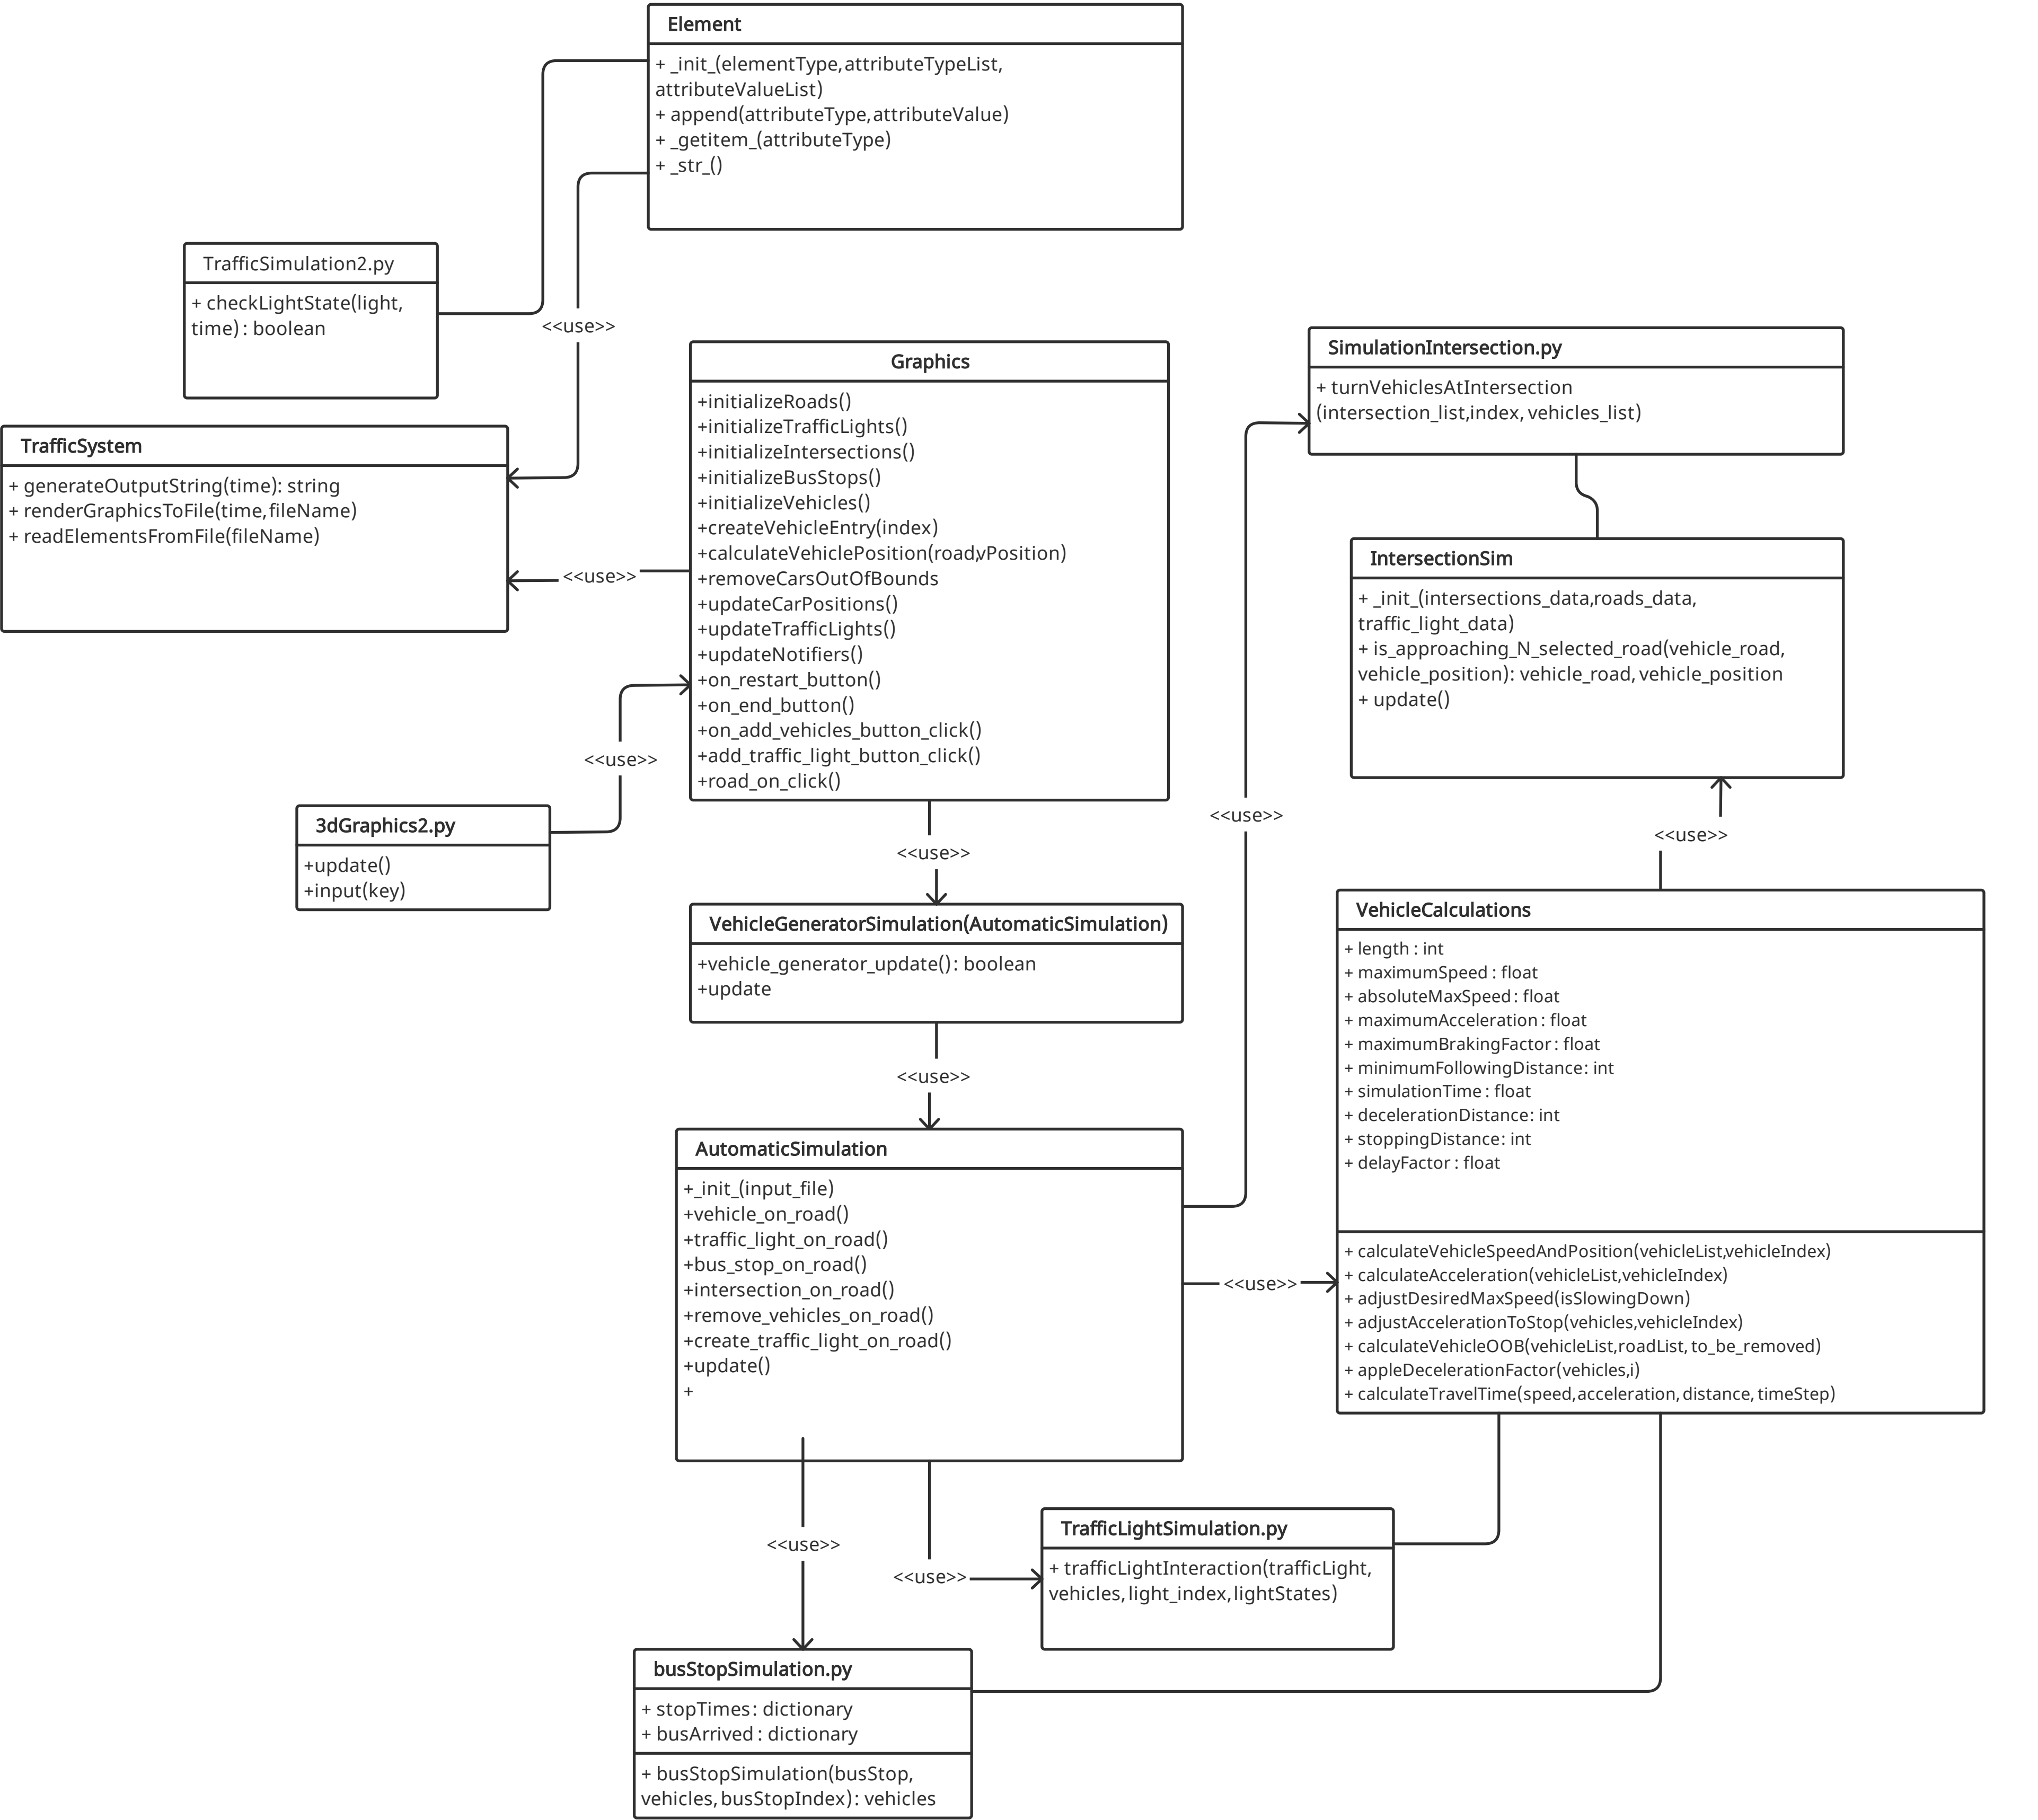 Element
+ _init_(elementType,attributeTypeList,
attributeValueList)
+ append(attributeType,attributeValue)
+ _getitem_(attributeType)
+ _str_()
TrafficSimulation2.py
+ checkLightState(light,
time) : boolean
<<use>>
TrafficSystem
+ generateOutputString(time): string
+ renderGraphicsToFile(time,fileName)
+ readElementsFromFile(fileName)
<<use>>
Graphics
+initializeRoads()
+initializeTrafficLights()
+initializeIntersections()
+initializeBusStops()
+initializeVehicles()
+createVehicleEntry(index)
+calculateVehiclePosition(road,vPosition)
+removeCarsOutOfBounds
+updateCarPositions()
+updateTrafficLights()
+updateNotifiers()
+on_restart_button()
+on_end_button()
+on_add_vehicles_button_click()
+add_traffic_light_button_click()
+road_on_click()
SimulationIntersection.py
+ turnVehiclesAtIntersection
(intersection_list,index, vehicles_list)
IntersectionSim
+ _init_(intersections_data,roads_data,
traffic_light_data)
+ is_approaching_N_selected_road(vehicle_road,
vehicle_position): vehicle_road, vehicle_position
+ update()
<<use>>
3dGraphics2.py
+update()
+input(key)
<<use>>
<<use>>
<<use>>
VehicleGeneratorSimulation(AutomaticSimulation)
+vehicle_generator_update() : boolean
+update
<<use>>
VehicleCalculations
+ length : int
+ maximumSpeed : float
+ absoluteMaxSpeed : float
+ maximumAcceleration : float
+ maximumBrakingFactor : float
+ minimumFollowingDistance : int
+ simulationTime : float
+ decelerationDistance: int
+ stoppingDistance: int
+ delayFactor : float
+ calculateVehicleSpeedAndPosition(vehicleList,vehicleIndex)
+ calculateAcceleration(vehicleList,vehicleIndex)
+ adjustDesiredMaxSpeed(isSlowingDown)
+ adjustAccelerationToStop(vehicles,vehicleIndex)
+ calculateVehicleOOB(vehicleList,roadList, to_be_removed)
+ appleDecelerationFactor(vehicles,i)
+ calculateTravelTime(speed,acceleration, distance, timeStep)
AutomaticSimulation
+_init_(input_file)
+vehicle_on_road()
+traffic_light_on_road()
+bus_stop_on_road()
+intersection_on_road()
+remove_vehicles_on_road()
+create_traffic_light_on_road()
+update()
+
<<use>>
<<use>>
<<use>>
TrafficLightSimulation.py
+ trafficLightInteraction(trafficLight,
vehicles, light_index,lightStates)
busStopSimulation.py
+ stopTimes : dictionary
+ busArrived : dictionary
+ busStopSimulation(busStop,
vehicles, busStopIndex) : vehicles